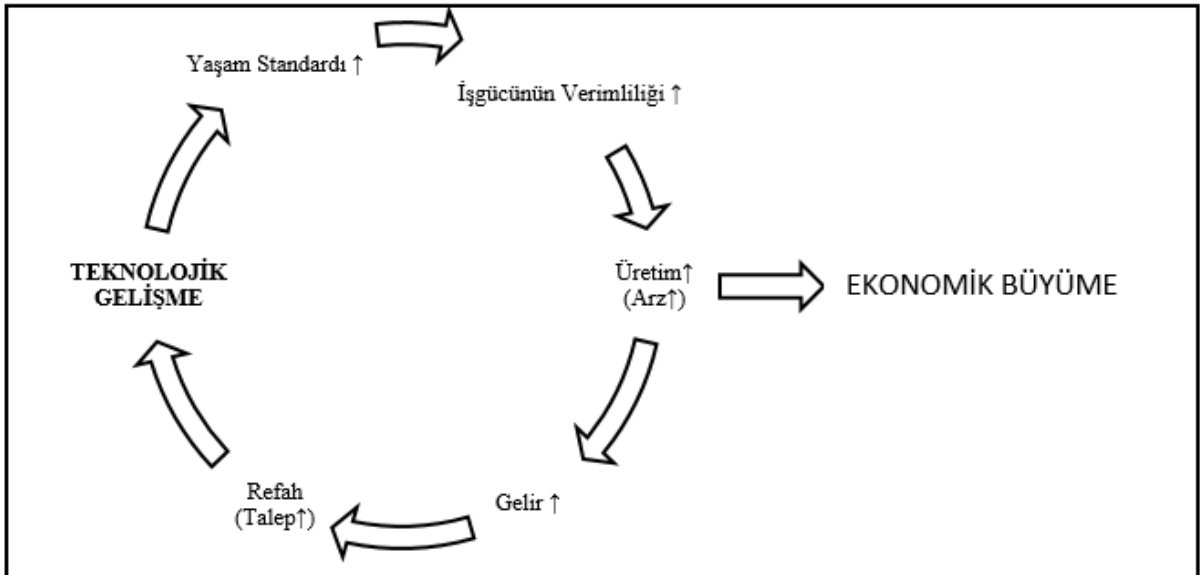 Yaşam Standardı ↑
İşgücünün Verimliliği ↑
TEKNOLOJİK
GELİŞME
Üretim↑
(Arz↑)
EKONOMİK BÜYÜME
Refah
(Talep↑)
Gelir ↑